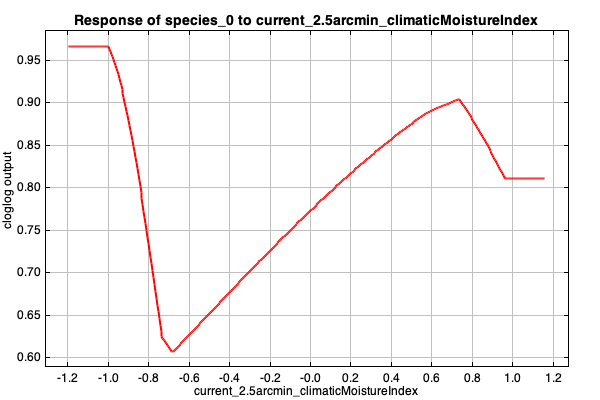 Response of species_0 to current_2.5arcmin_climaticMoistureIndex
cloglog output
0.95
0.90
0.85
0.80
0.75
0.70
0.65
0.60
-1.2 -1.0 -0.8 -0.6 -0.4 -0.2 -0.0 0.2 0.4 0.6 0.8 1.0 1.2
current_2.5arcmin_climaticMoistureIndex